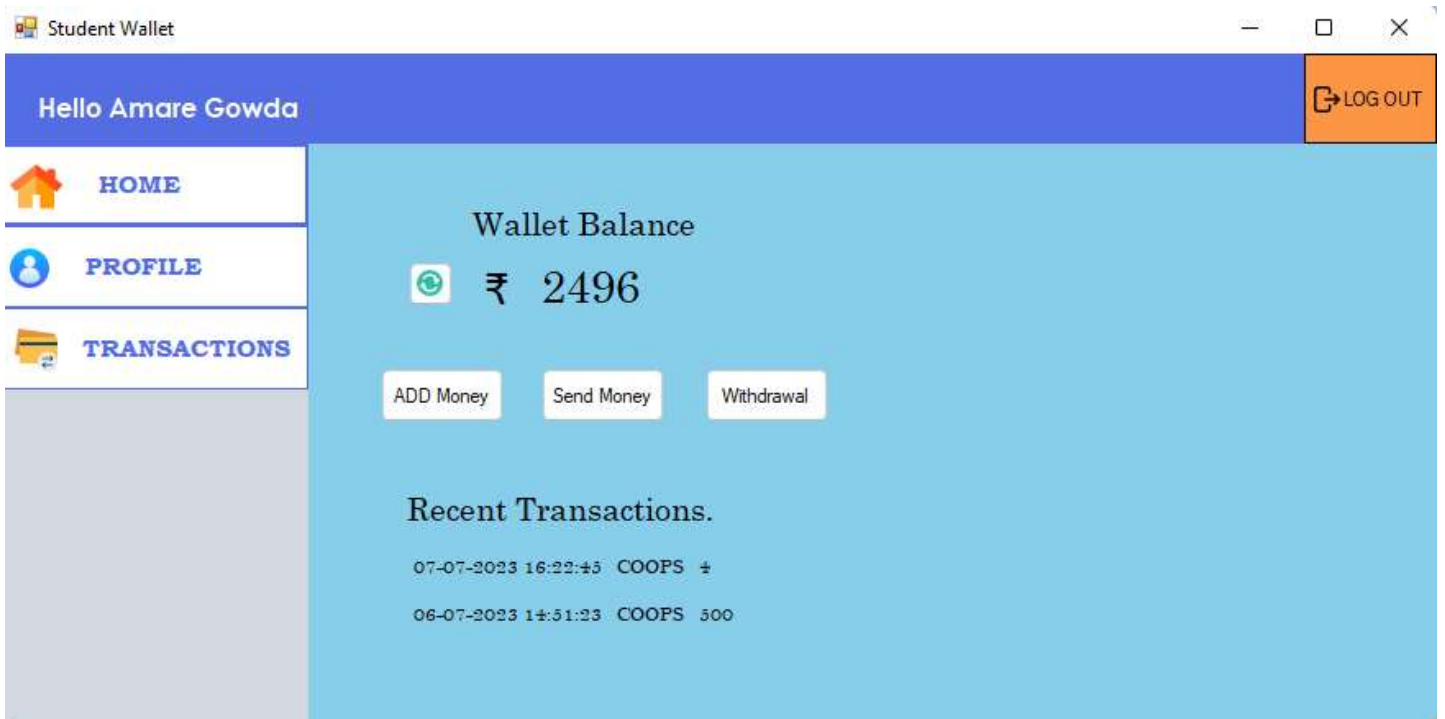 Student Wallet
Hello Amare Gowda
LOG OUT
HOME
PROFILE
TRANSACTIONS
Wallet Balance
₹ 2496
ADD Money Send Money Withdrawal
Recent Transactions.
07-07-2023 16:22:45 COOPS 4
06-07-2023 14:51:23 COOPS 500